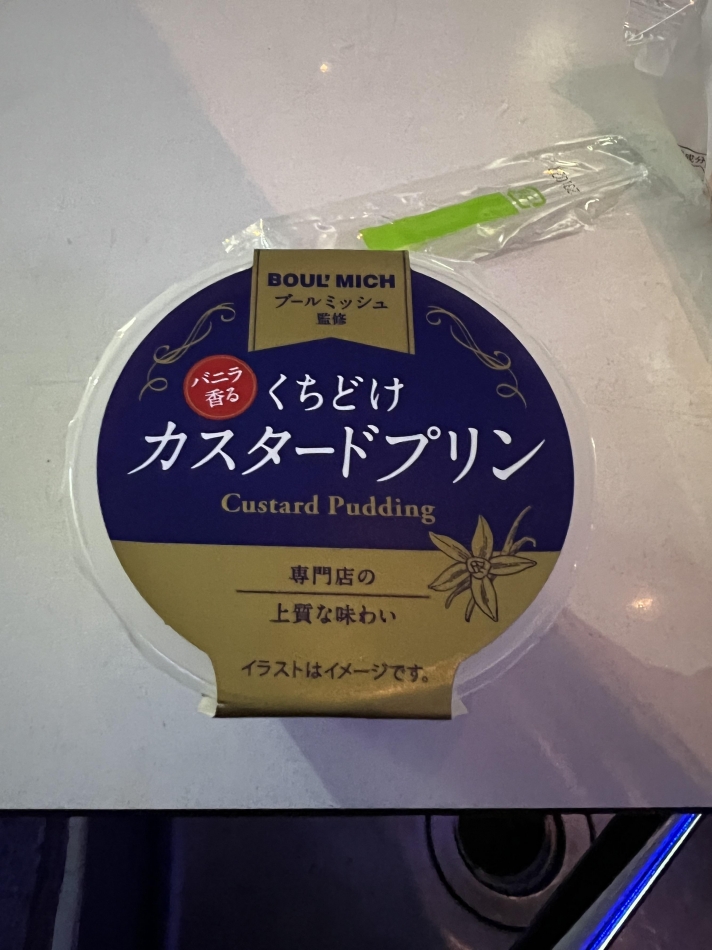 BOUL' MICH
ブールミッシュ
監修
バニラ
香る
くちどけ
カスタードプリン
Custard Pudding
専門店の
上質な味わい
イラストはイメージです。